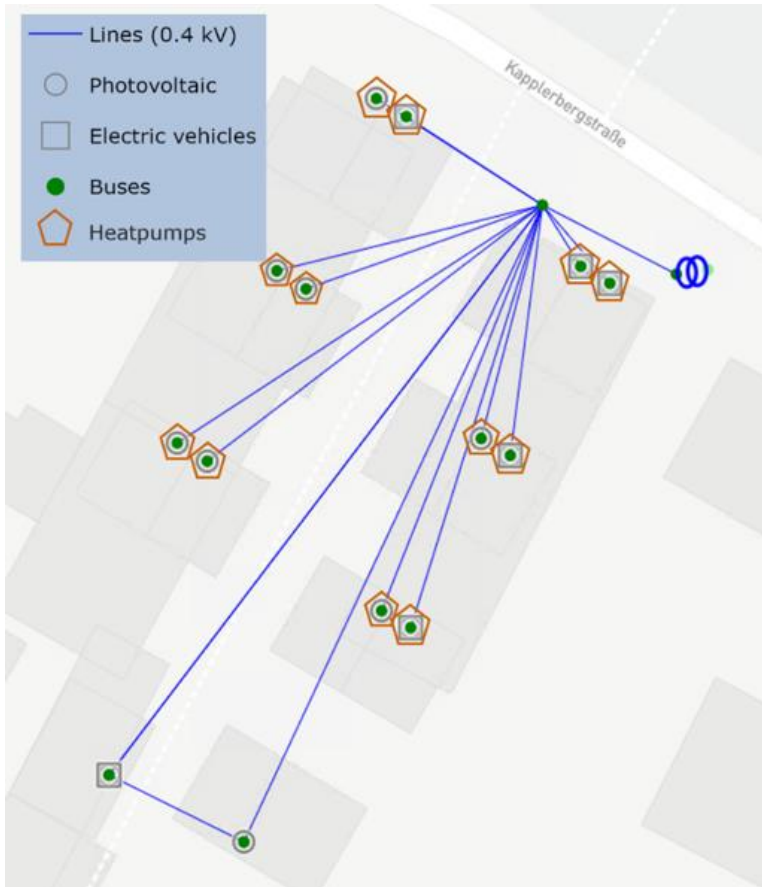 Lines (0.4 kV)
Photovoltaic
Electric vehicles
Buses
Heatpumps
Kapplerbergstraße